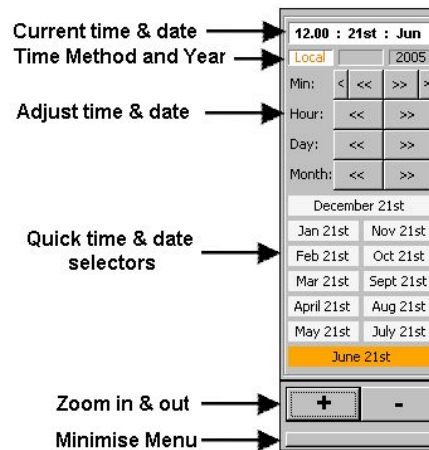 Current time & date
12.00 : 21st : Jun
Time Method and Year
Local
2005
Min: < << >> >
Adjust time & date
Hour: << >>
Day: << >>
Month: << >>
December 21st
Jan 21st Nov 21st
Quick time & date
selectors
Feb 21st Oct 21st
Mar 21st Sept 21st
April 21st Aug 21st
May 21st July 21st
June 21st
Zoom in & out
+ -
Minimise Menu